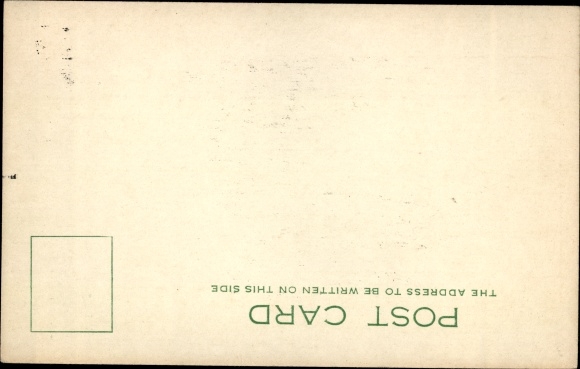 POST CARD
THE ADDRESS TO BE WRITTEN ON THIS SIDE